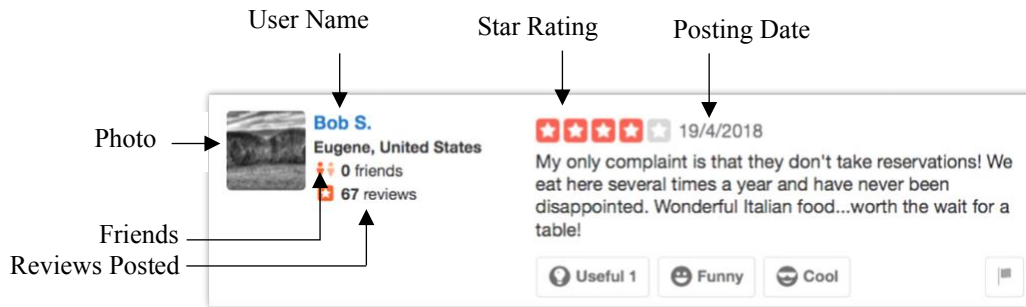 User Name
Star Rating
Posting Date
Photo
Bob S.
Eugene, United States
0 friends
67 reviews
Friends
Reviews Posted
19/4/2018
My only complaint is that they don't take reservations! We
eat here several times a year and have never been
disappointed. Wonderful Italian food...worth the wait for a
table!
Useful 1
Funny
Cool